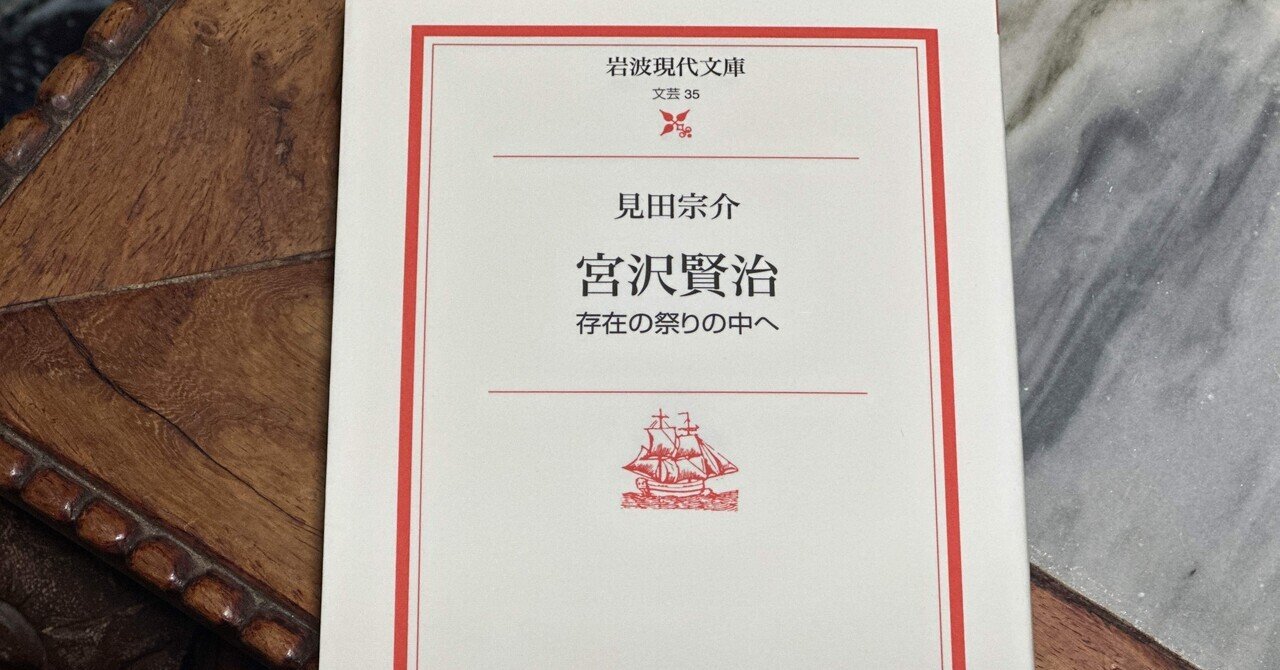 岩波現代文庫
文芸 35
見田宗介
宮沢賢治
存在の祭りの中へ